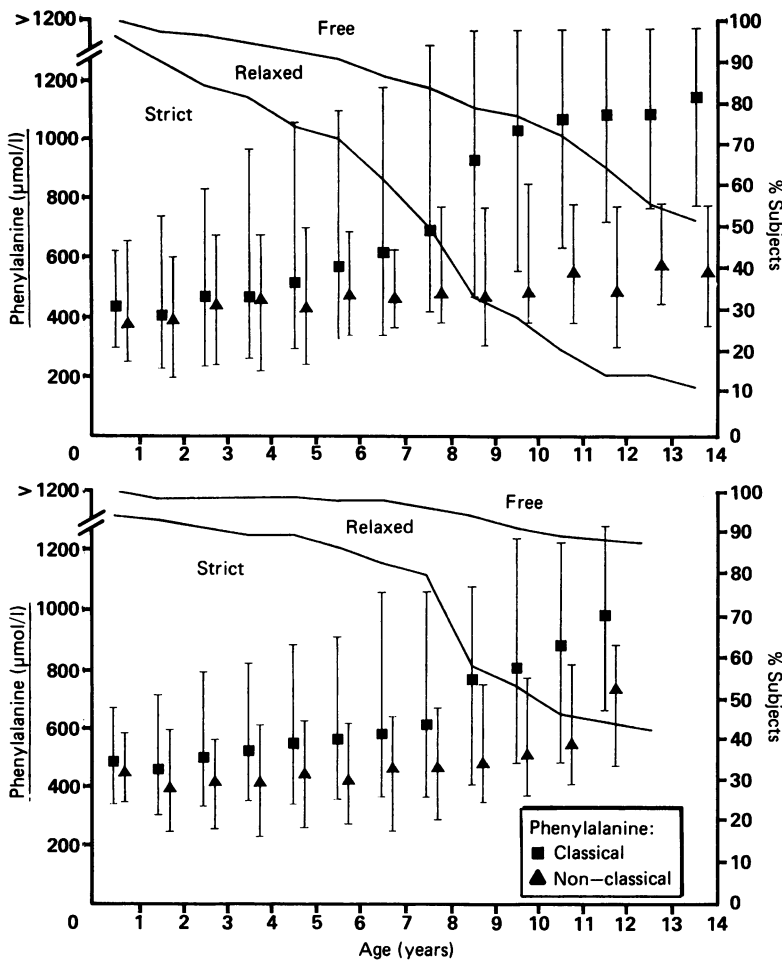 > 1200
1200
1000
800
600
400
200
0
Phenylalanine (μmol/l)
Free
Relaxed
Strict
100
90
80
70
60
50
40
30
20
10
0
% Subjects
1 2 3 4 5 6 7 8 9 10 11 12 13 14
> 1200
1200
1000
800
600
400
200
0
Phenylalanine (μmol/l)
Free
Relaxed
Strict
100
90
80
70
60
50
40
30
20
10
0
% Subjects
Phenylalanine:
Classical
Non–classical
1 2 3 4 5 6 7 8 9 10 11 12 13 14
Age (years)